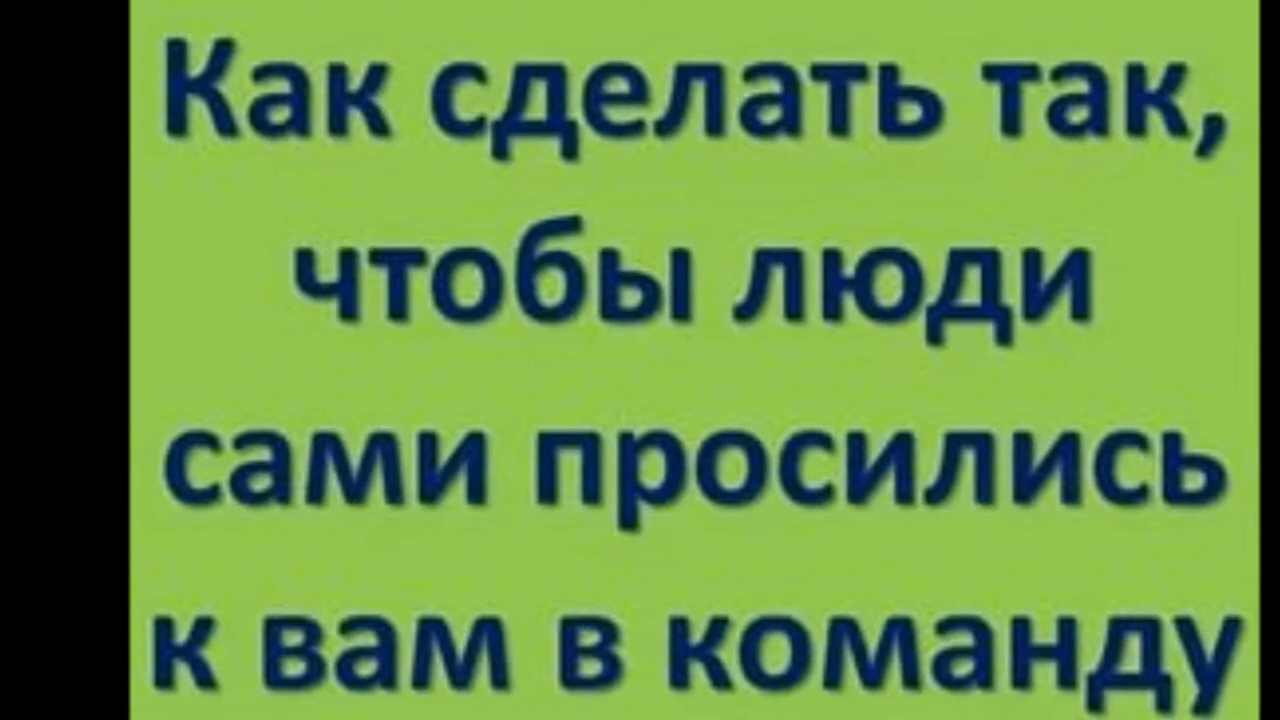 Как сделать так,
чтобы люди
сами просились
к вам в команду